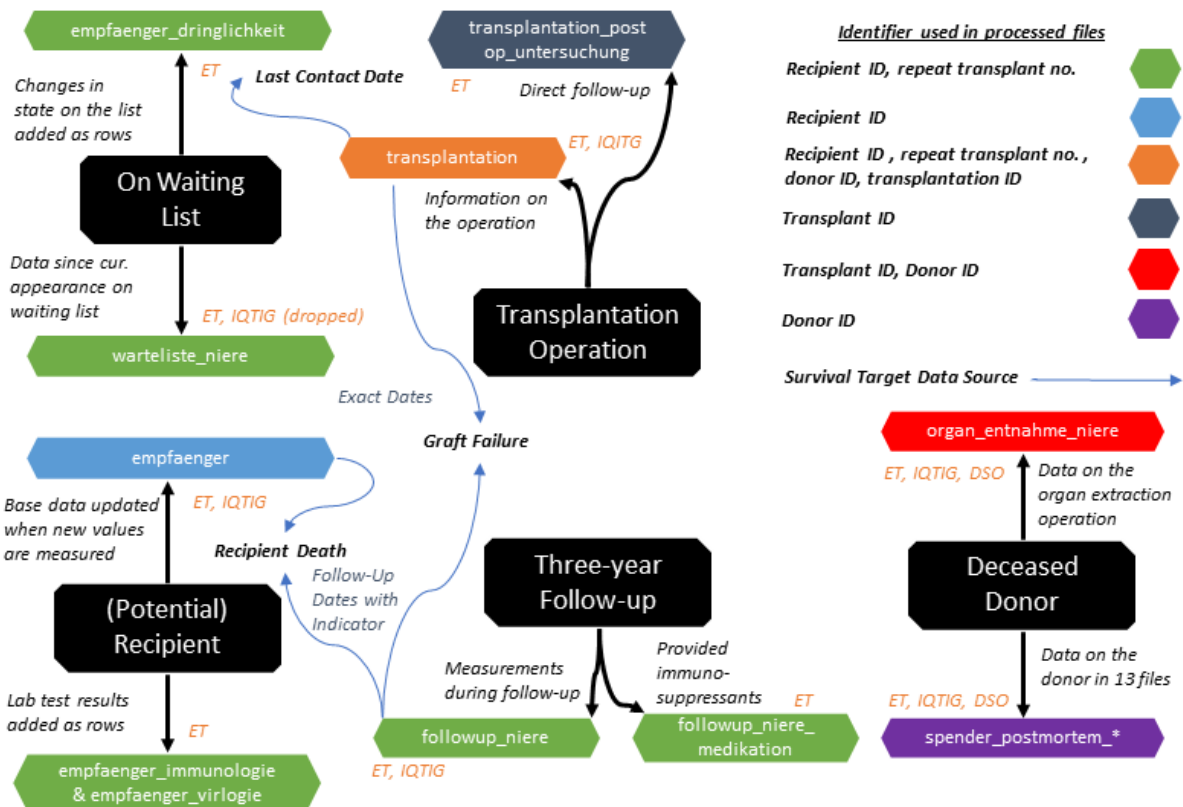 empfaenger_dringlichkeit
ET
Changes in
state on the list
added as rows
Last Contact Date
On Waiting
List
Data since cur.
appearance on
waiting list
ET, IQTIG (dropped)
warteliste_niere
transplantation_post
op_untersuchung
ET
Direct follow-up
ET, IQITG
transplantation
Information on
the operation
Transplantation
Operation
Exact Dates
Graft Failure
Identifier used in processed files
Recipient ID, repeat transplant no.
Recipient ID
Recipient ID , repeat transplant no. ,
donor ID, transplantation ID
Transplant ID
Transplant ID, Donor ID
Donor ID
Survival Target Data Source
empfaenger
ET, IQTIG
Base data updated
when new values
are measured
Recipient Death
Follow-Up
Dates with
Indicator
(Potential)
Recipient
Lab test results
added as rows
ET
empfaenger_immunologie
& empfaenger_virlogie
Three-year
Follow-up
Measurements
during follow-up
Provided
immuno-
suppressants
ET
followup_niere
ET, IQTIG
followup_niere_
medikation
organ_entnahme_niere
ET, IQTIG, DSO
Data on the
organ extraction
operation
Deceased
Donor
Data on the
donor in 13 files
ET, IQTIG, DSO
spender_postmortem_*